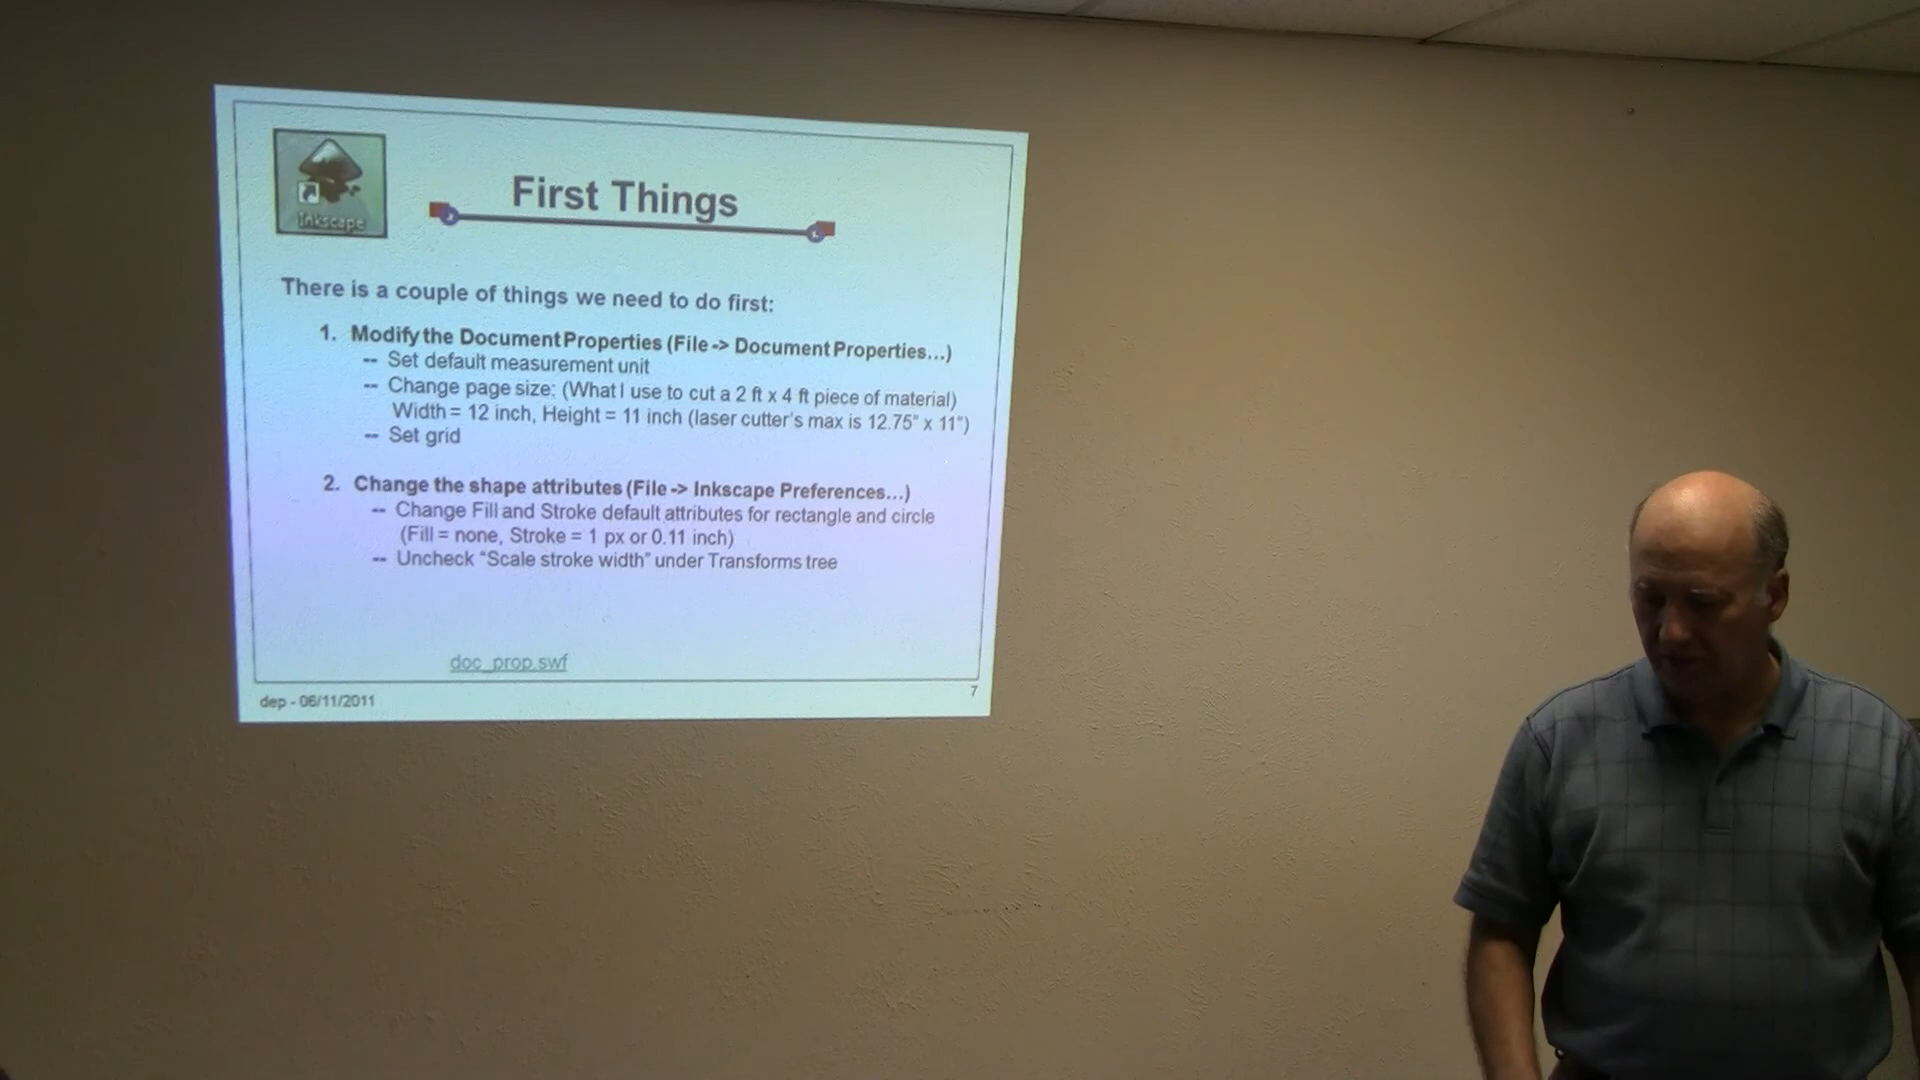 Inkscape
First Things
There is a couple of things we need to do first:
1. Modify the Document Properties (File -> Document Properties...)
-- Set default measurement unit
-- Change page size: (What I use to cut a 2 ft x 4 ft piece of material)
Width = 12 inch, Height = 11 inch (laser cutter's max is 12.75" x 11")
-- Set grid
2. Change the shape attributes (File -> Inkscape Preferences...)
-- Change Fill and Stroke default attributes for rectangle and circle
(Fill = none, Stroke = 1 px or 0.11 inch)
-- Uncheck "Scale stroke width" under Transforms tree
doc_prop.swf
dep - 06/11/2011
7